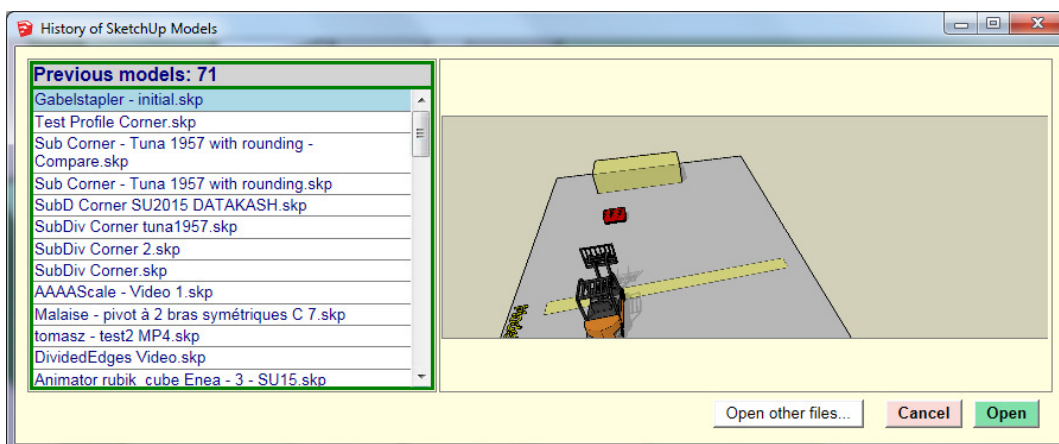 History of SketchUp Models
Previous models: 71
Gabelstapler - initial.skp
Test Profile Corner.skp
Sub Corner - Tuna 1957 with rounding -
Compare.skp
Sub Corner - Tuna 1957 with rounding.skp
SubD Corner SU2015 DATAKASH.skp
SubDiv Corner tuna1957.skp
SubDiv Corner 2.skp
SubDiv Corner.skp
AAAAScale - Video 1.skp
Malaise - pivot à 2 bras symétriques C 7.skp
tomasz - test2 MP4.skp
DividedEdges Video.skp
Animator rubik_cube Enea - 3 - SU15.skp
Open other files...
Cancel
Open